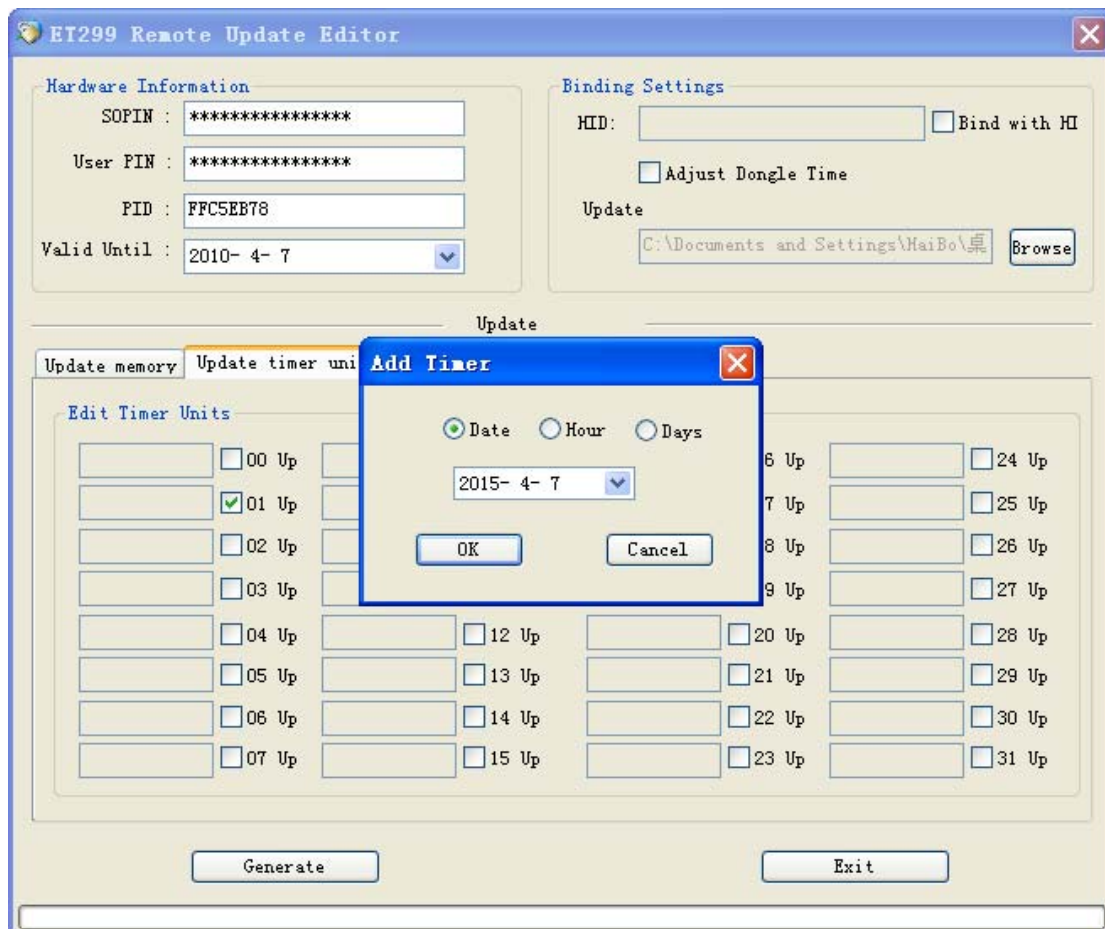 ET299 Remote Update Editor
Hardware Information
SOPIN : ****************
User PIN : ****************
PID : FFC5EB78
Valid Until : 2010- 4- 7
Binding Settings
HID: Bind with HI
Adjust Dongle Time
Update
C:\Documents and Settings\HaiBo\桌 Browse
Update
Update memory Update timer uni
Add Timer
Date Hour Days
2015- 4- 7
OK Cancel
Edit Timer Units
00 Up 6 Up 24 Up
01 Up 7 Up 25 Up
02 Up 8 Up 26 Up
03 Up 9 Up 27 Up
04 Up 12 Up 20 Up 28 Up
05 Up 13 Up 21 Up 29 Up
06 Up 14 Up 22 Up 30 Up
07 Up 15 Up 23 Up 31 Up
Generate Exit